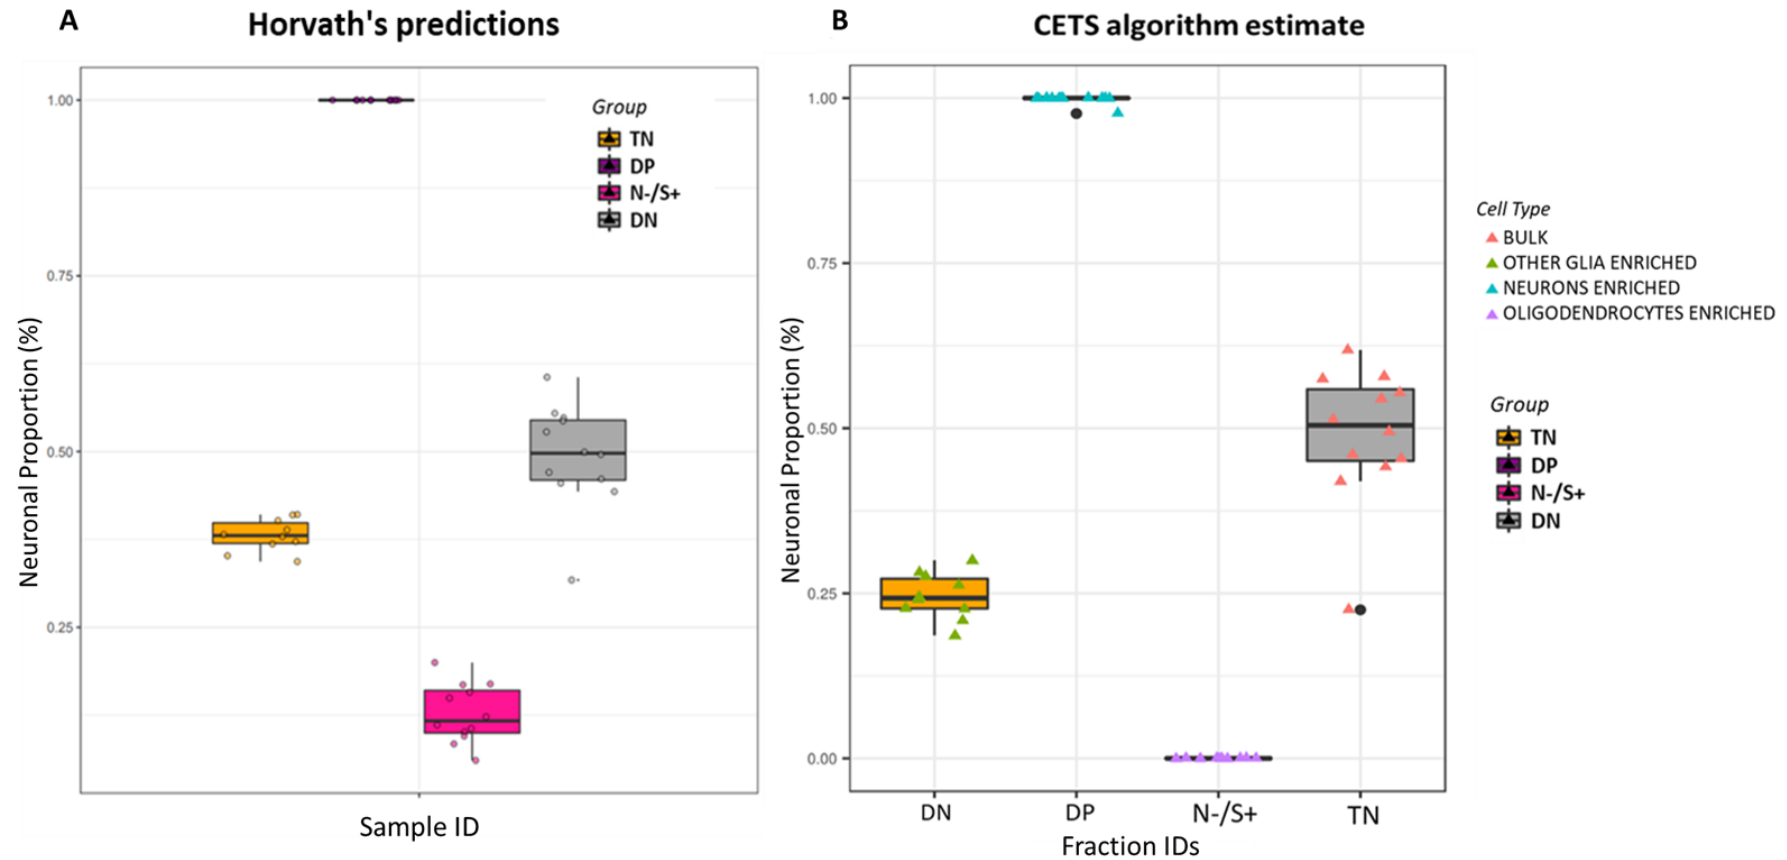 A
Horvath's predictions
Neuronal Proportion (%)
1.00
0.75
0.50
0.25
Group
TN
DP
N-/S+
DN
Sample ID
B
CETS algorithm estimate
Neuronal Proportion (%)
1.00
0.75
0.50
0.25
0.00
DN
DP
N-/S+
TN
Fraction IDs
Cell Type
BULK
OTHER GLIA ENRICHED
NEURONS ENRICHED
OLIGODENDROCYTES ENRICHED
Group
TN
DP
N-/S+
DN